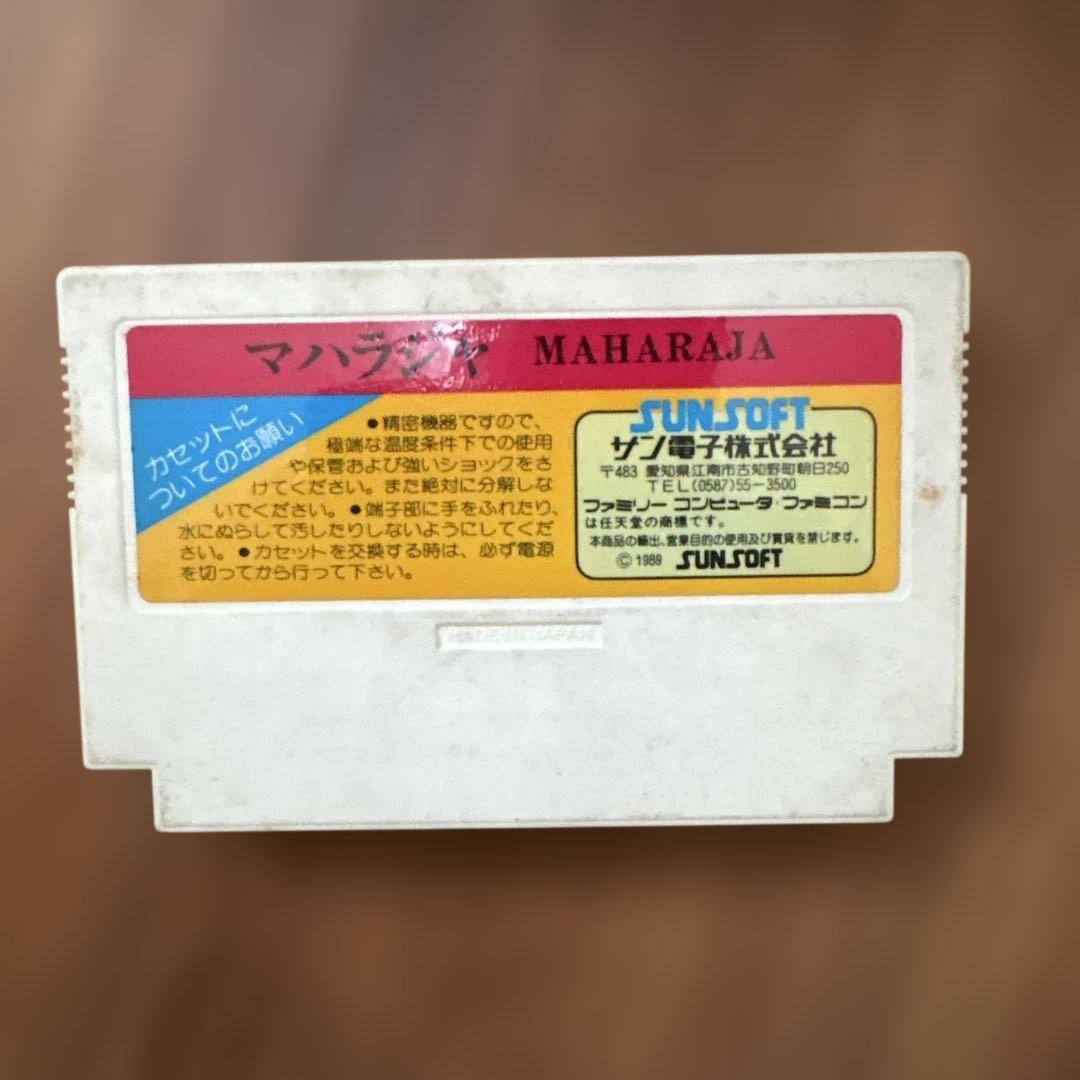 マハラジャ MAHARAJA
カセットに
ついてのお願い
●精密機器ですので、
極端な温度条件下での使用
や保管および強いショックをさ
けてください。また絶対に分解しな
いでください。●端子部に手をふれたり、
水にぬらして汚したりしないようにしてくだ
さい。●カセットを交換する時は、必ず電源
を切ってから行って下さい。
SUNSOFT
サン電子株式会社
〒483 愛知県江南市古知野町朝日250
TEL(0587)55-3500
ファミリー コンピュータ・ファミコン
は任天堂の商標です。
本商品の輸出、営業目的の使用及び賃貸を禁じます。
©1989 SUNSOFT
MADE IN JAPAN